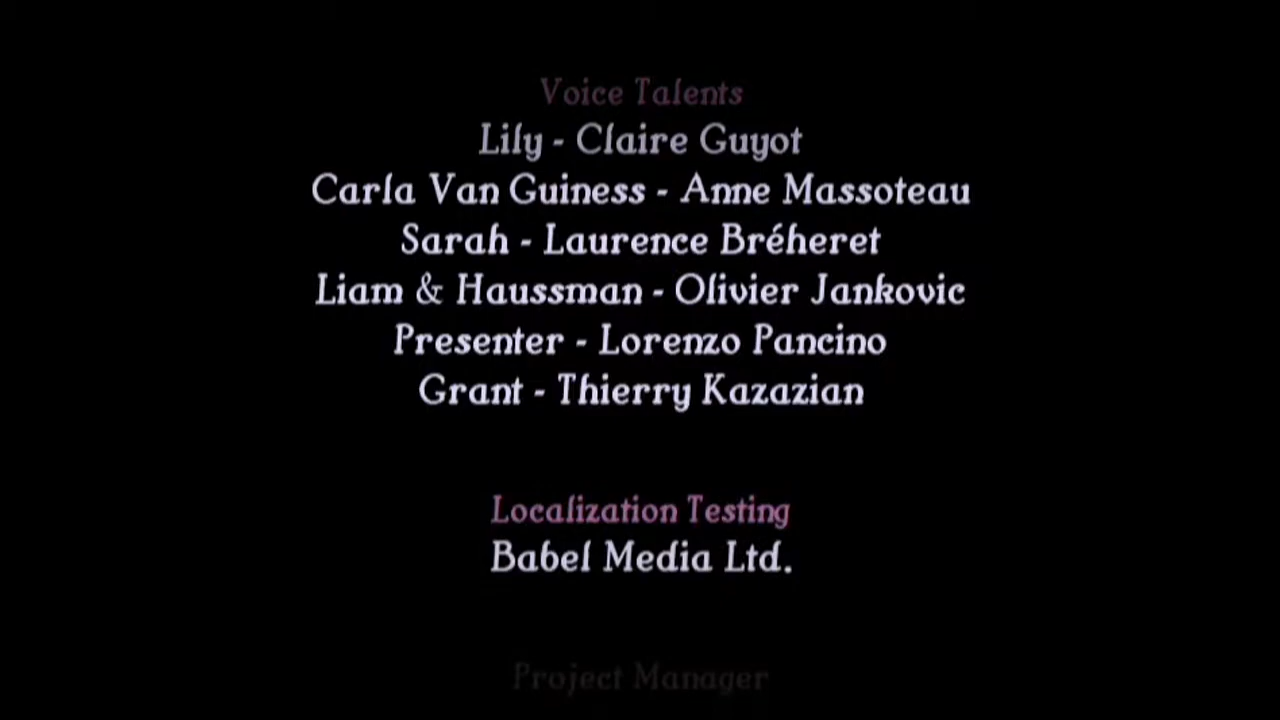 Voice Talents
Lily - Claire Guyot
Carla Van Guiness - Anne Massoteau
Sarah - Laurence Bréheret
Liam & Haussman - Olivier Jankovic
Presenter - Lorenzo Pancino
Grant - Thierry Kazazian
Localization Testing
Babel Media Ltd.
Project Manager